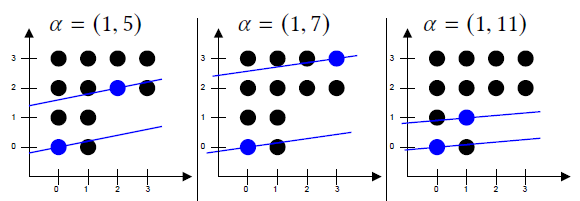 α = (1, 5) α = (1, 7) α = (1, 11)
3 3 3
2 2 2
1 1 1
0 0 0
0 1 2 3 0 1 2 3 0 1 2 3